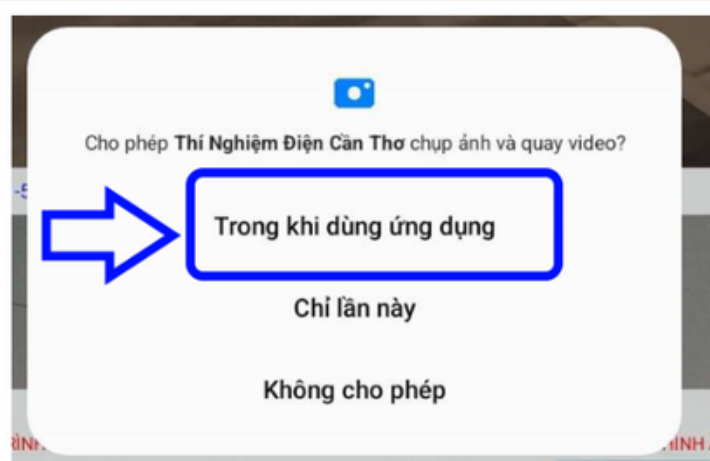 Cho phép Thí Nghiệm Điện Cần Thơ chụp ảnh và quay video?
Trong khi dùng ứng dụng
Chỉ lần này
Không cho phép